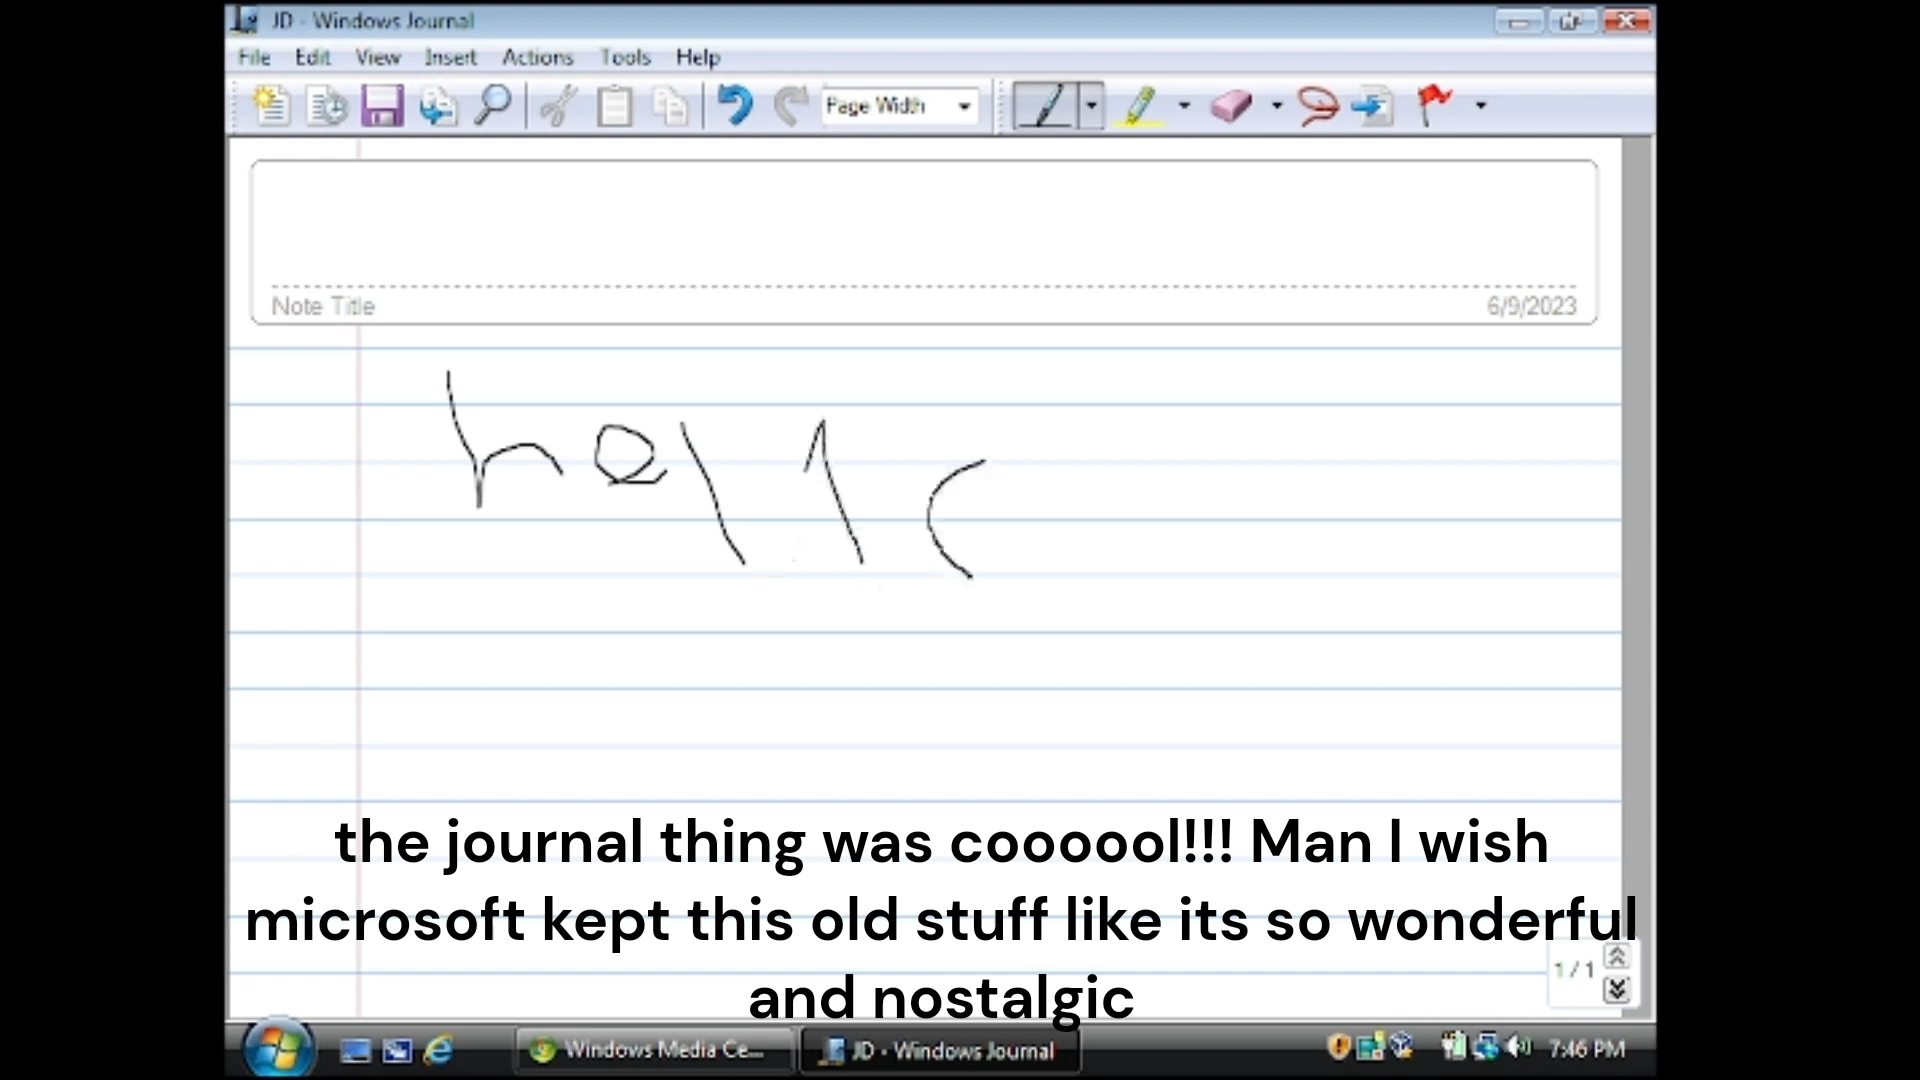 JD - Windows Journal
File Edit View Insert Actions Tools Help
Page Width
Note Title 6/9/2023
hellc
the journal thing was coooool!!! Man I wish
microsoft kept this old stuff like its so wonderful
and nostalgic
1 / 1
Windows Media Ce... JD - Windows Journal 7:46 PM